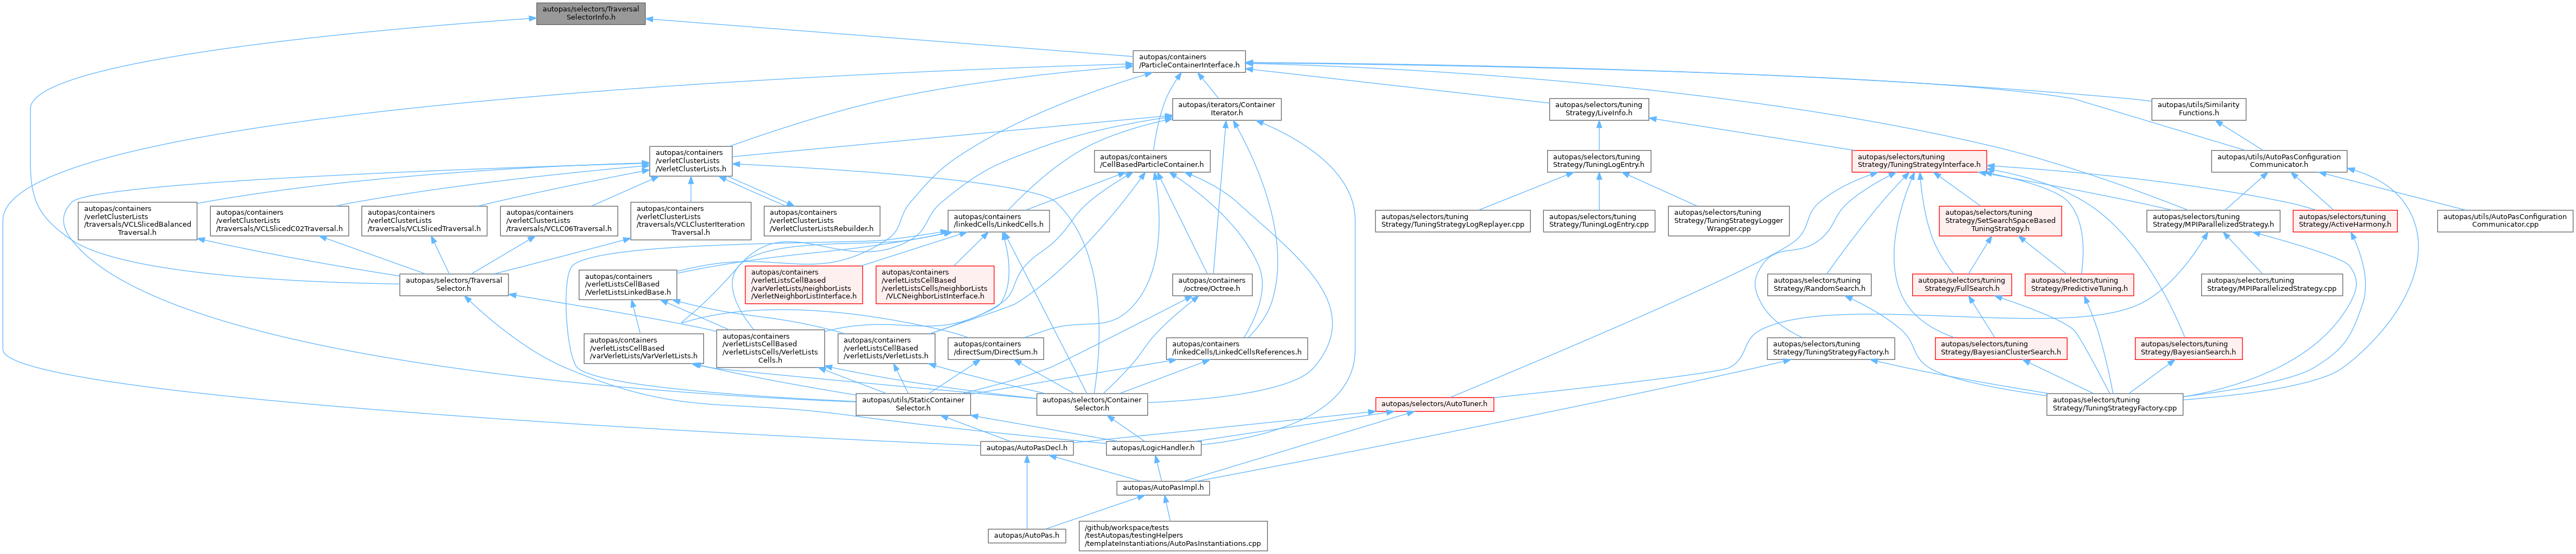 autopas/selectors/Traversal
SelectorInfo.h
autopas/containers
/ParticleContainerInterface.h
autopas/iterators/Container
Iterator.h
autopas/selectors/tuning
Strategy/LiveInfo.h
autopas/utils/Similarity
Functions.h
autopas/containers
/verletClusterLists
/VerletClusterLists.h
autopas/containers
/CellBasedParticleContainer.h
autopas/selectors/tuning
Strategy/TuningLogEntry.h
autopas/selectors/tuning
Strategy/TuningStrategyInterface.h
autopas/utils/AutoPasConfiguration
Communicator.h
autopas/containers
/verletClusterLists
/traversals/VCLSlicedBalanced
Traversal.h
autopas/containers
/verletClusterLists
/traversals/VCLSlicedC02Traversal.h
autopas/containers
/verletClusterLists
/traversals/VCLSlicedTraversal.h
autopas/containers
/verletClusterLists
/traversals/VCLC06Traversal.h
autopas/containers
/verletClusterLists
/traversals/VCLClusterIteration
Traversal.h
autopas/containers
/verletClusterLists
/VerletClusterListsRebuilder.h
autopas/containers
/linkedCells/LinkedCells.h
autopas/selectors/tuning
Strategy/TuningStrategyLogReplayer.cpp
autopas/selectors/tuning
Strategy/TuningLogEntry.cpp
autopas/selectors/tuning
Strategy/TuningStrategyLogger
Wrapper.cpp
autopas/selectors/tuning
Strategy/SetSearchSpaceBased
TuningStrategy.h
autopas/selectors/tuning
Strategy/MPIParallelizedStrategy.h
autopas/selectors/tuning
Strategy/ActiveHarmony.h
autopas/utils/AutoPasConfiguration
Communicator.cpp
autopas/selectors/Traversal
Selector.h
autopas/containers
/verletListsCellBased
/VerletListsLinkedBase.h
autopas/containers
/verletListsCellBased
/varVerletLists/neighborLists
/VerletNeighborListInterface.h
autopas/containers
/verletListsCellBased
/verletListsCells/neighborLists
/VLCNeighborListInterface.h
autopas/containers
/octree/Octree.h
autopas/selectors/tuning
Strategy/RandomSearch.h
autopas/selectors/tuning
Strategy/FullSearch.h
autopas/selectors/tuning
Strategy/PredictiveTuning.h
autopas/selectors/tuning
Strategy/MPIParallelizedStrategy.cpp
autopas/containers
/verletListsCellBased
/varVerletLists/VarVerletLists.h
autopas/containers
/verletListsCellBased
/verletListsCells/VerletLists
Cells.h
autopas/containers
/verletListsCellBased
/verletLists/VerletLists.h
autopas/containers
/directSum/DirectSum.h
autopas/containers
/linkedCells/LinkedCellsReferences.h
autopas/selectors/tuning
Strategy/TuningStrategyFactory.h
autopas/selectors/tuning
Strategy/BayesianClusterSearch.h
autopas/selectors/tuning
Strategy/BayesianSearch.h
autopas/utils/StaticContainer
Selector.h
autopas/selectors/Container
Selector.h
autopas/selectors/AutoTuner.h
autopas/selectors/tuning
Strategy/TuningStrategyFactory.cpp
autopas/AutoPasDecl.h
autopas/LogicHandler.h
autopas/AutoPasImpl.h
autopas/AutoPas.h
/github/workspace/tests
/testAutopas/testingHelpers
/templateInstantiations/AutoPasInstantiations.cpp